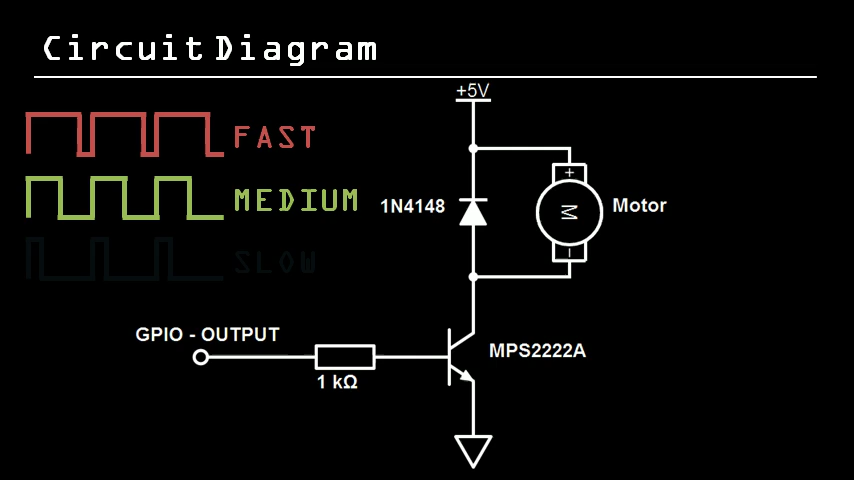 Circuit Diagram
+5V
FAST
MEDIUM
1N4148
+
M
-
Motor
SLOW
GPIO - OUTPUT
1 kΩ
MPS2222A